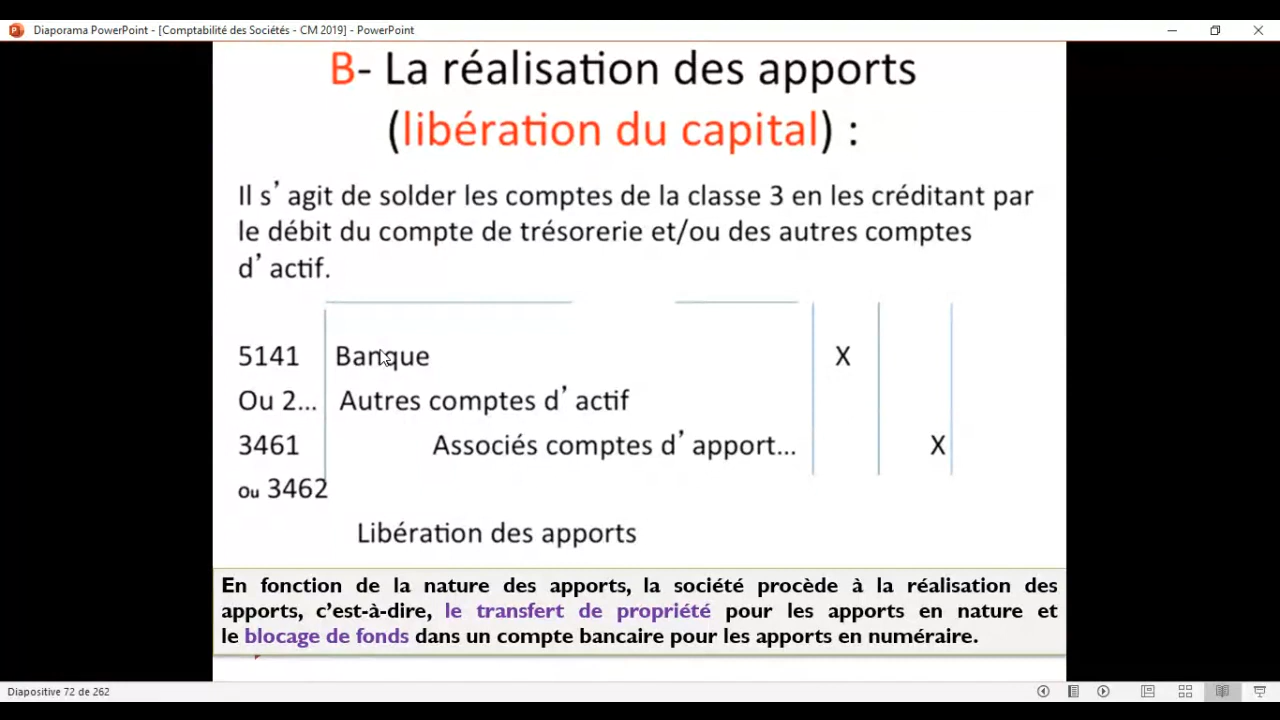 Diaporama PowerPoint - [Comptabilité des Sociétés - CM 2019] - PowerPoint
B- La réalisation des apports
(libération du capital) :
Il s’agit de solder les comptes de la classe 3 en les créditant par
le débit du compte de trésorerie et/ou des autres comptes
d’actif.
5141 Banque X
Ou 2... Autres comptes d’actif
3461 Associés comptes d’apport... X
ou 3462
Libération des apports
En fonction de la nature des apports, la société procède à la réalisation des
apports, c’est-à-dire, le transfert de propriété pour les apports en nature et
le blocage de fonds dans un compte bancaire pour les apports en numéraire.
Diapositive 72 de 262